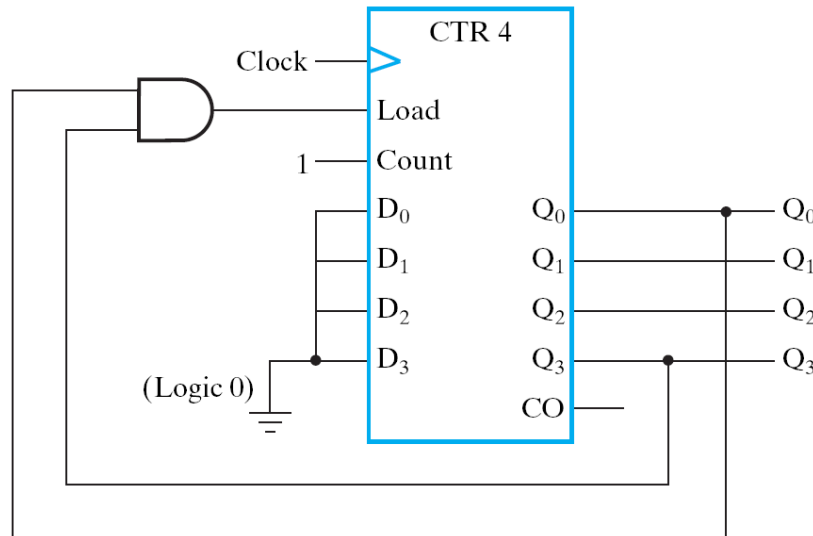 CTR 4
Clock
Load
1 Count
D₀ Q₀ Q₀
D₁ Q₁ Q₁
D₂ Q₂ Q₂
D₃ Q₃ Q₃
(Logic 0)
CO